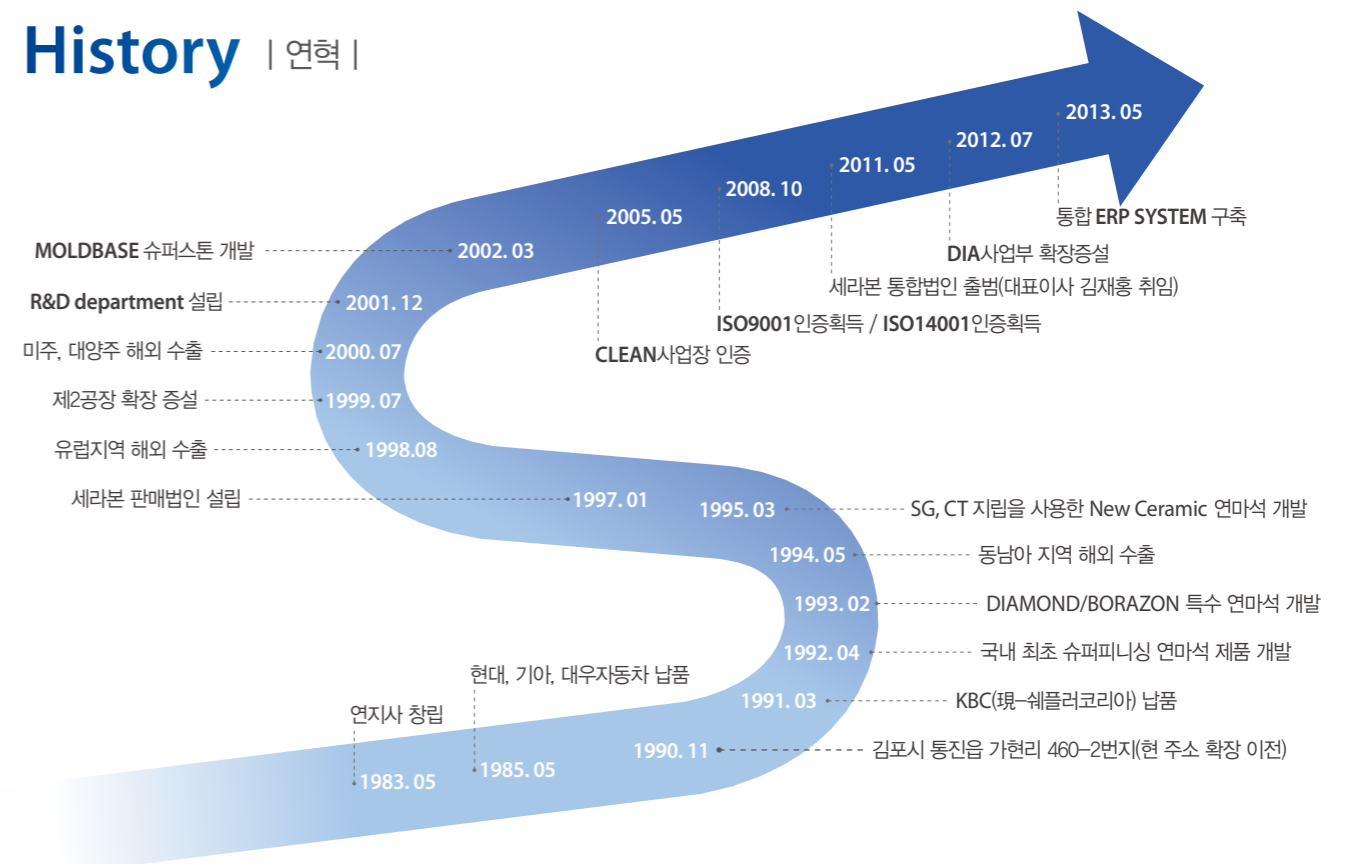 History | 연혁 |
2013. 05
통합 ERP SYSTEM 구축
2012. 07
DIA사업부 확장증설
2011. 05
세라본 통합법인 출범(대표이사 김재홍 취임)
2008. 10
ISO9001인증획득 / ISO14001인증획득
2005. 05
CLEAN사업장 인증
MOLDBASE 슈퍼스톤 개발 2002. 03
R&D department 설립 2001. 12
미주, 대양주 해외 수출 2000. 07
제2공장 확장 증설 1999. 07
유럽지역 해외 수출 1998.08
세라본 판매법인 설립 1997. 01
1995. 03 SG, CT 지립을 사용한 New Ceramic 연마석 개발
1994. 05 동남아 지역 해외 수출
1993. 02 DIAMOND/BORAZON 특수 연마석 개발
1992. 04 국내 최초 슈퍼피니싱 연마석 제품 개발
1991. 03 KBC(現-쉐플러코리아) 납품
1990. 11 김포시 통진읍 가현리 460-2번지(현 주소 확장 이전)
현대, 기아, 대우자동차 납품
1985. 05
연지사 창립
1983. 05